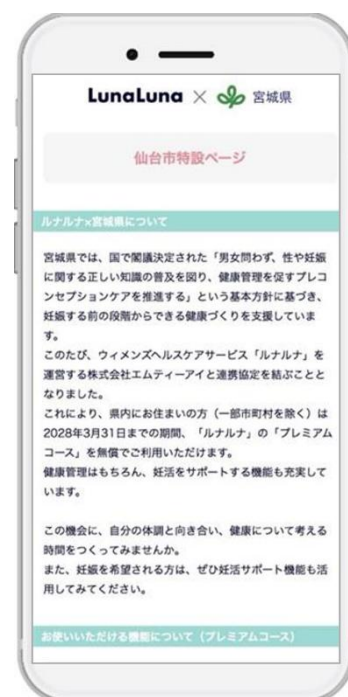 LunaLuna × 宮城県
仙台市特設ページ
ルナルナ×宮城県について
宮城県では、国で閣議決定された「男女問わず、性や妊娠
に関する正しい知識の普及を図り、健康管理を促すプレコ
ンセプションケアを推進する」という基本方針に基づき、
妊娠する前の段階からできる健康づくりを支援していま
す。
このたび、ウィメンズヘルスケアサービス「ルナルナ」を
運営する株式会社エムティーアイと連携協定を結ぶことと
なりました。
これにより、県内にお住まいの方（一部市町村を除く）は
2028年3月31日までの期間、「ルナルナ」の「プレミアム
コース」を無償でご利用いただけます。
健康管理はもちろん、妊活をサポートする機能も充実して
います。
この機会に、自分の体調と向き合い、健康について考える
時間をつくってみませんか。
また、妊娠を希望される方は、ぜひ妊活サポート機能も活
用してみてください。
お使いいただける機能について（プレミアムコース）